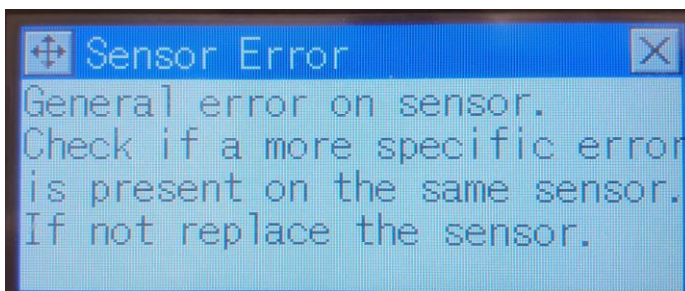 Sensor Error
General error on sensor.
Check if a more specific error
is present on the same sensor.
If not replace the sensor.